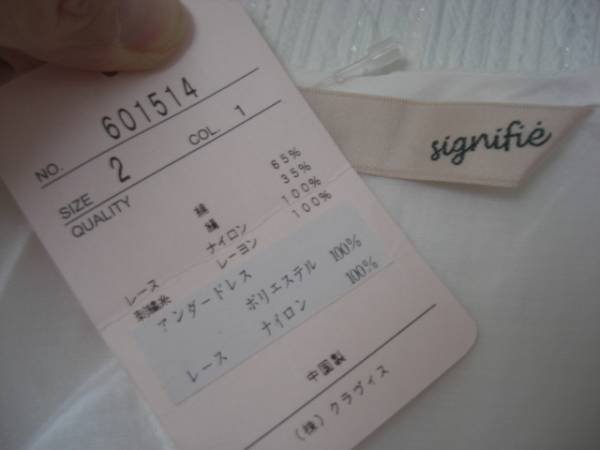 NO. 601514
SIZE 2 COL. 1
QUALITY
65%
35%
ナイロン 100%
レース レーヨン 100%
刺繍糸
アンダードレス
ポリエステル 100%
レース ナイロン 100%
中国製
(株)クラヴィス
signifié